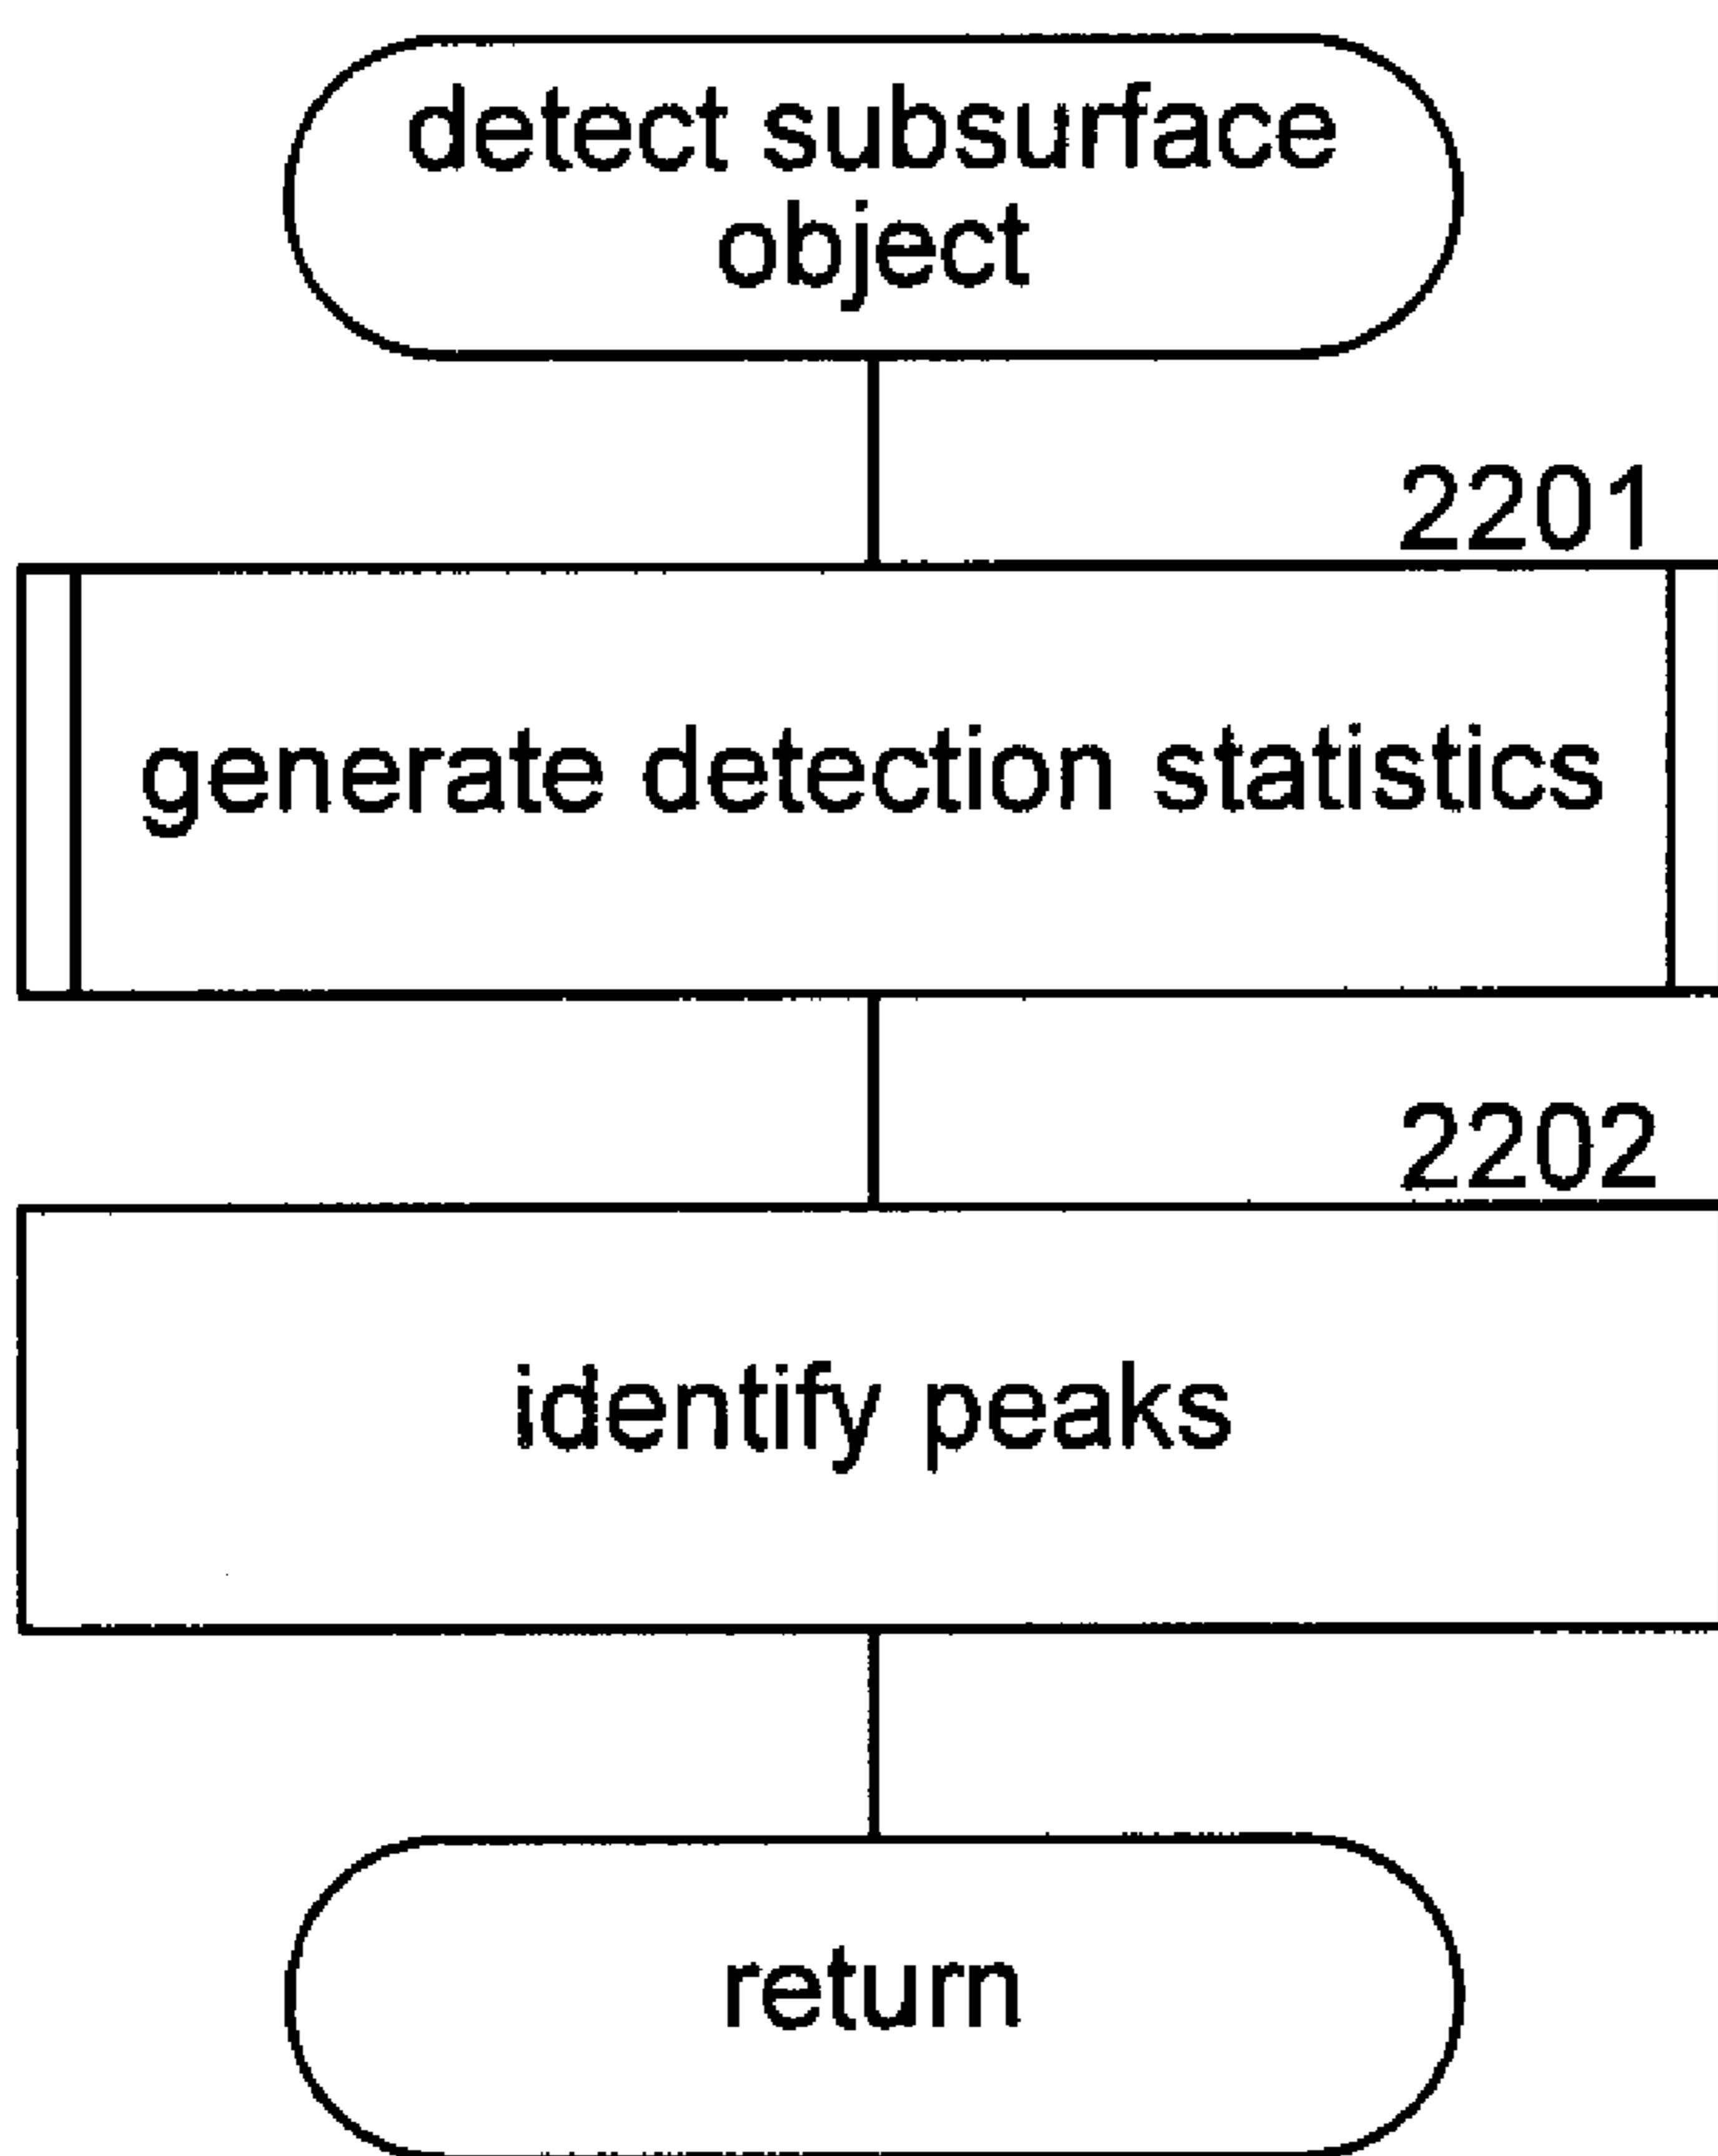 detect subsurface
object
2201
generate detection statistics
2202
identify peaks
return